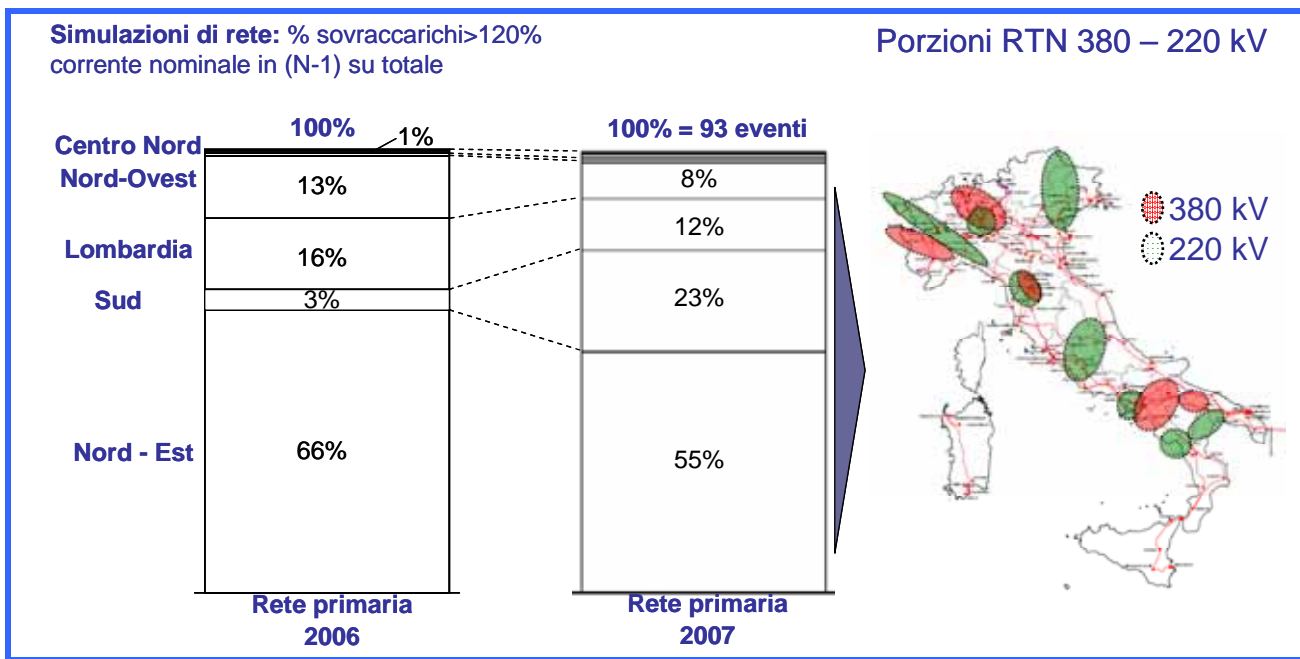 Simulazioni di rete: % sovraccarichi>120%
corrente nominale in (N-1) su totale
Porzioni RTN 380 – 220 kV
100%
1%
100% = 93 eventi
Centro Nord
Nord-Ovest
13%
8%
Lombardia
16%
12%
Sud
3%
23%
Nord - Est
66%
55%
380 kV
220 kV
Rete primaria
2006
Rete primaria
2007